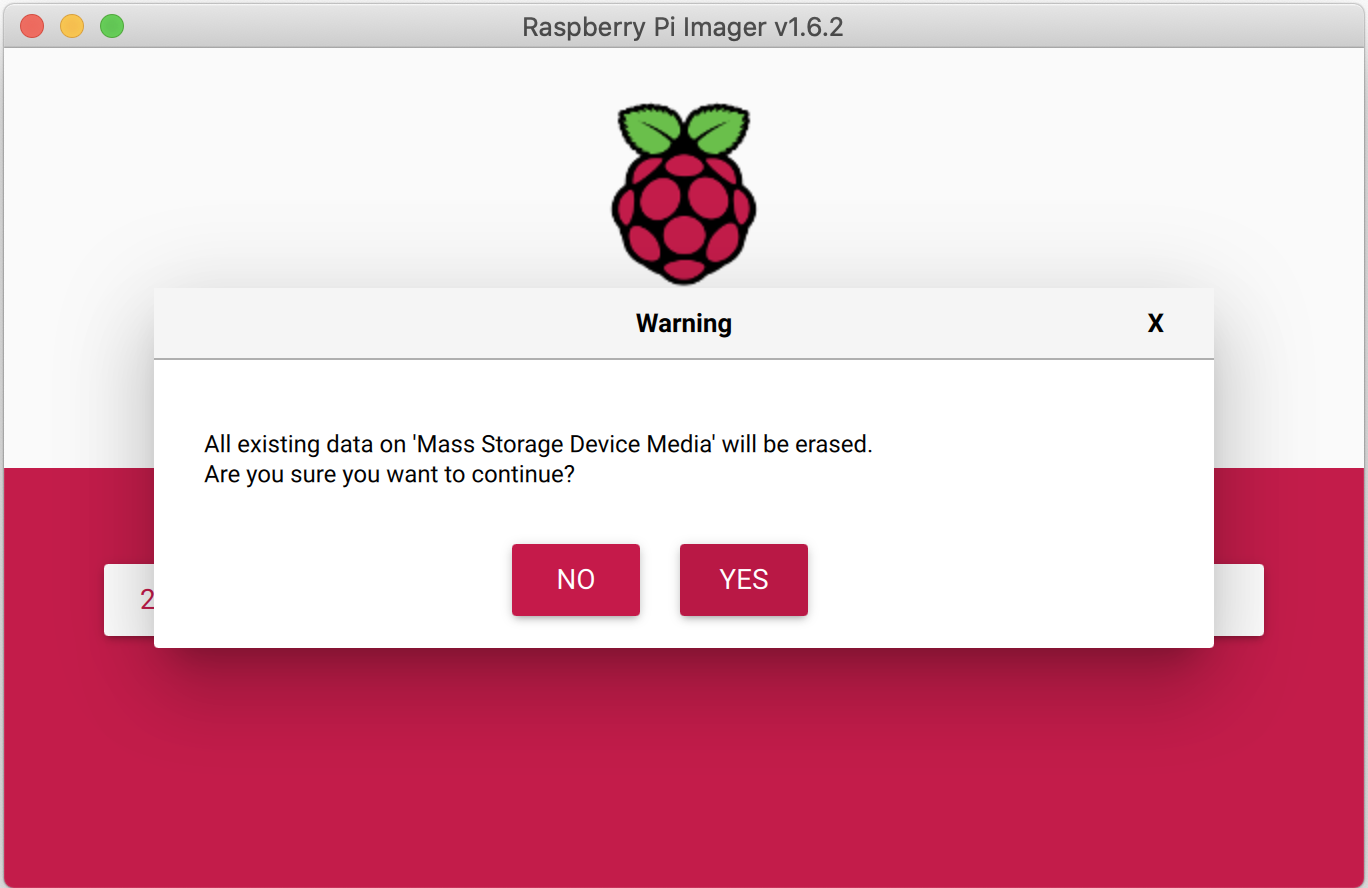 Raspberry Pi Imager v1.6.2
Warning
X
All existing data on 'Mass Storage Device Media' will be erased.
Are you sure you want to continue?
NO
YES
2